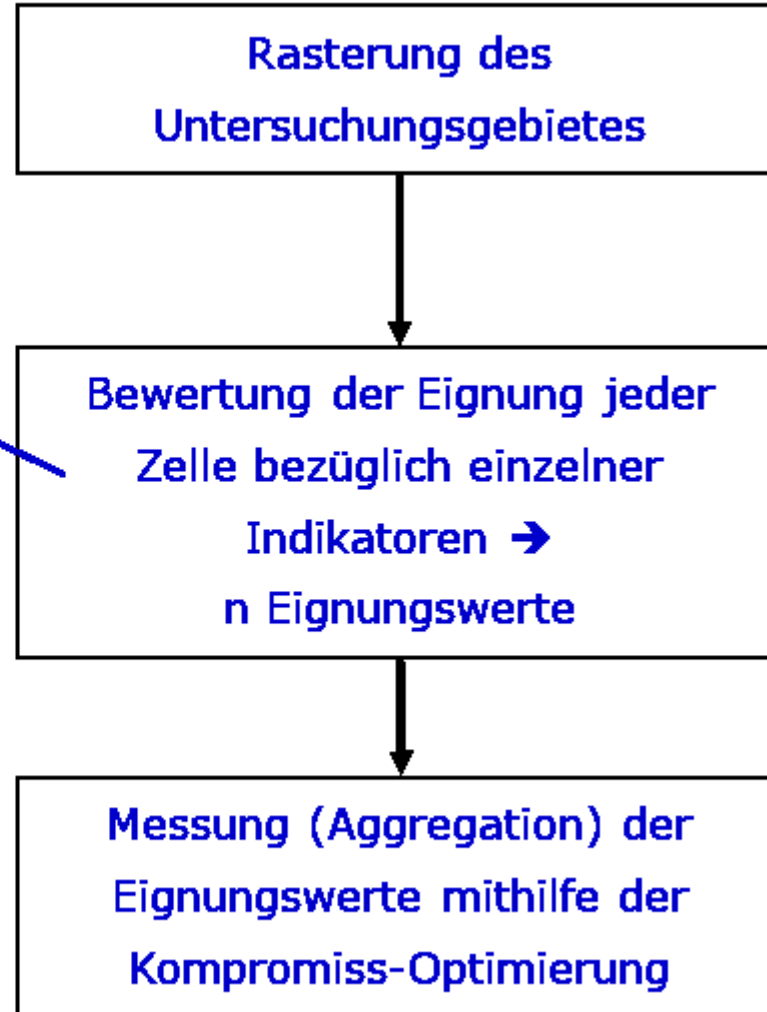 Rasterung des
Untersuchungsgebietes
Bewertung der Eignung jeder
Zelle bezüglich einzelner
Indikatoren ➔
n Eignungswerte
Messung (Aggregation) der
Eignungswerte mithilfe der
Kompromiss-Optimierung